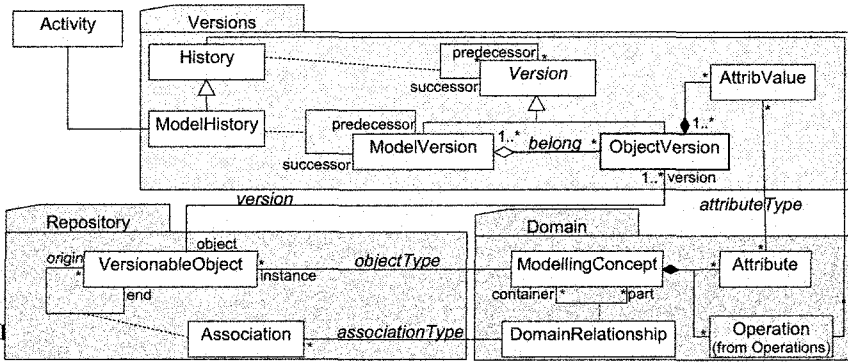 Versions
Activity
History
predecessor
*
*
Version
successor
AttribValue
*
*
ModelHistory
predecessor
1..*
belong
*
1..*
successor
ModelVersion
ObjectVersion
version
1..*
version
attributeType
Repository
Domain
object
origin
*
VersionableObject
*
instance
objectType
ModellingConcept
*
*
Attribute
end
container
*
*
part
Association
*
associationType
DomainRelationship
*
Operation
(from Operations)